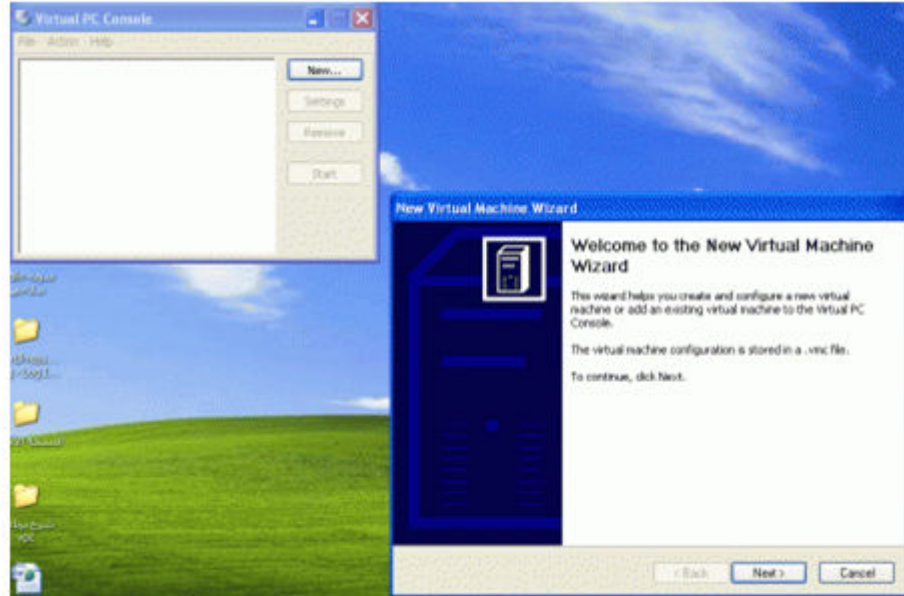 Virtual PC Console
File Action Help
New...
Settings
Remove
Start
New Virtual Machine Wizard
Welcome to the New Virtual Machine
Wizard
This wizard helps you create and configure a new virtual
machine or add an existing virtual machine to the Virtual PC
Console.
The virtual machine configuration is stored in a .vmc file.
To continue, click Next.
< Back
Next >
Cancel